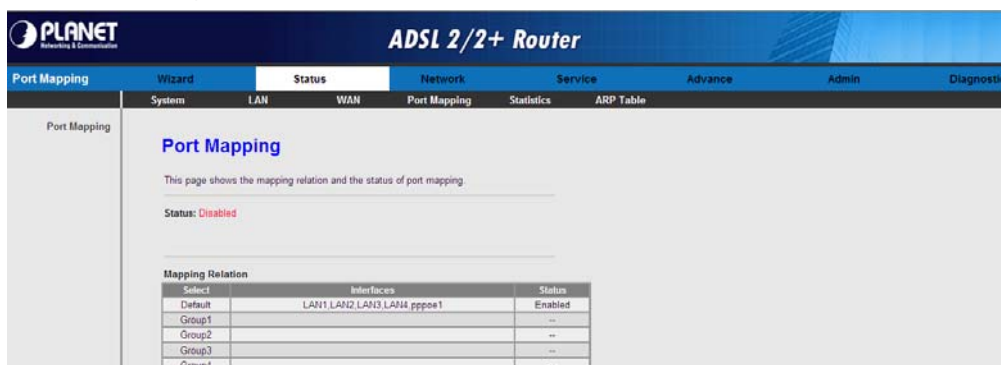 PLANET
Networking & Communication
ADSL 2/2+ Router
Port Mapping Wizard Status Network Service Advance Admin Diagnosti
System LAN WAN Port Mapping Statistics ARP Table
Port Mapping
Port Mapping
This page shows the mapping relation and the status of port mapping.
Status: Disabled
Mapping Relation
Select Interfaces Status
Default LAN1,LAN2,LAN3,LAN4,pppoe1 Enabled
Group1 --
Group2 --
Group3 --